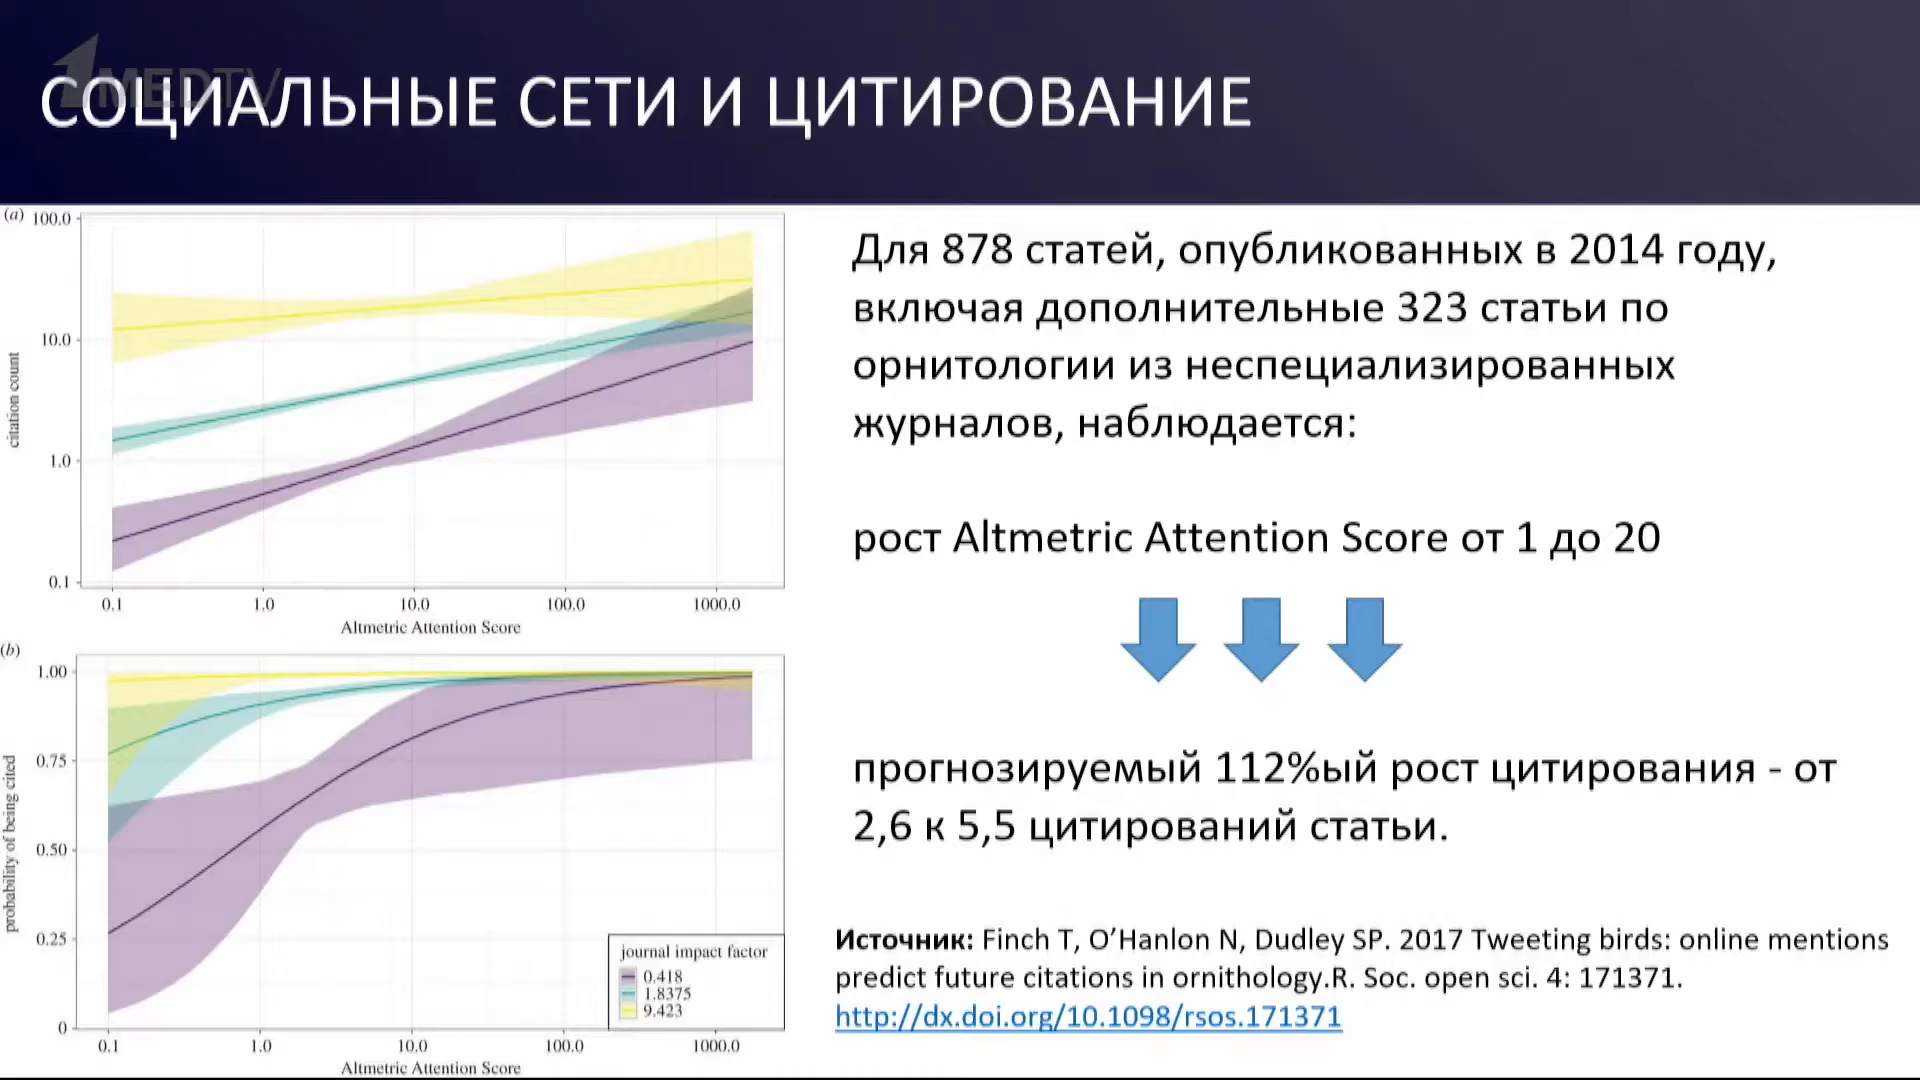 1MEDTV
СОЦИАЛЬНЫЕ СЕТИ И ЦИТИРОВАНИЕ
(a)
100.0
10.0
1.0
0.1
citation count
0.1 1.0 10.0 100.0 1000.0
Altmetric Attention Score
(b)
1.00
0.75
0.50
0.25
0
probability of being cited
journal impact factor
0.418
1.8375
9.423
0.1 1.0 10.0 100.0 1000.0
Altmetric Attention Score
Для 878 статей, опубликованных в 2014 году,
включая дополнительные 323 статьи по
орнитологии из неспециализированных
журналов, наблюдается:
рост Altmetric Attention Score от 1 до 20
прогнозируемый 112%ый рост цитирования - от
2,6 к 5,5 цитирований статьи.
Источник: Finch T, O’Hanlon N, Dudley SP. 2017 Tweeting birds: online mentions
predict future citations in ornithology.R. Soc. open sci. 4: 171371.
http://dx.doi.org/10.1098/rsos.171371